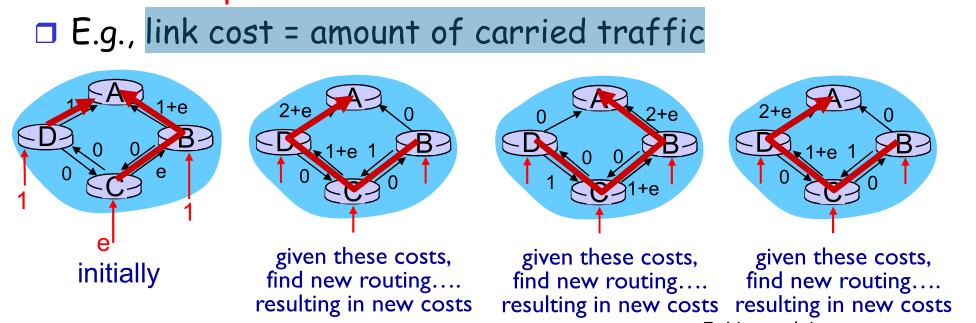 E.g., link cost = amount of carried traffic
A
1
1+e
D
B
0
0
0
e
C
1
1
e
initially
A
2+e
0
D
B
1+e
1
0
0
C
given these costs,
find new routing....
resulting in new costs
A
0
2+e
D
B
0
0
1
1+e
C
given these costs,
find new routing....
resulting in new costs
A
2+e
0
D
B
1+e
1
0
0
C
given these costs,
find new routing....
resulting in new costs